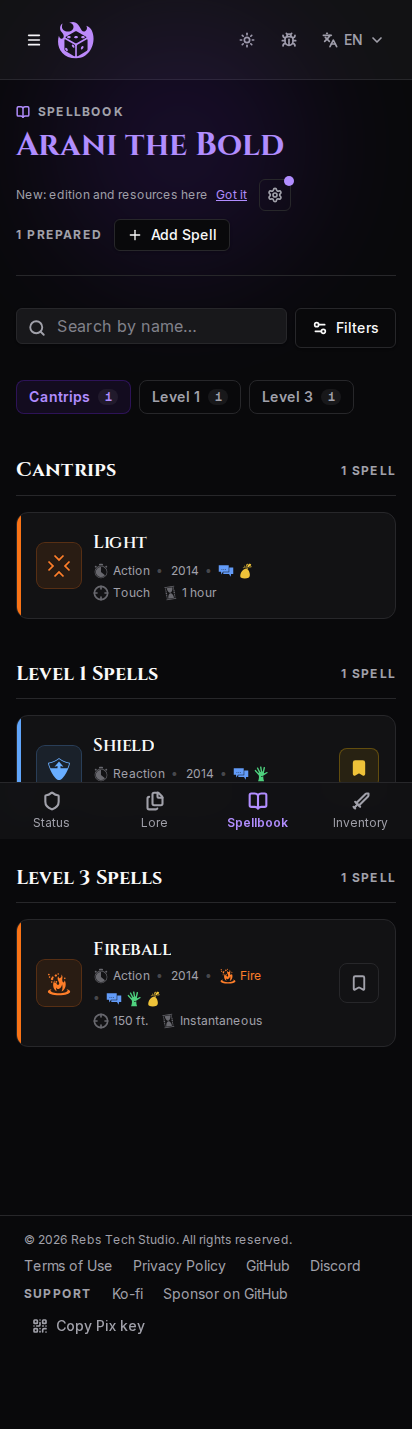 EN
SPELLBOOK
Arani the Bold
New: edition and resources here Got it
1 PREPARED Add Spell
Search by name... Filters
Cantrips 1 Level 1 1 Level 3 1
Cantrips 1 SPELL
Light
Action • 2014 •
Touch 1 hour
Level 1 Spells 1 SPELL
Shield
Reaction • 2014 •
Status Lore Spellbook Inventory
Level 3 Spells 1 SPELL
Fireball
Action • 2014 • Fire
•
150 ft. Instantaneous
© 2026 Rebs Tech Studio. All rights reserved.
Terms of Use Privacy Policy GitHub Discord
SUPPORT Ko-fi Sponsor on GitHub
Copy Pix key